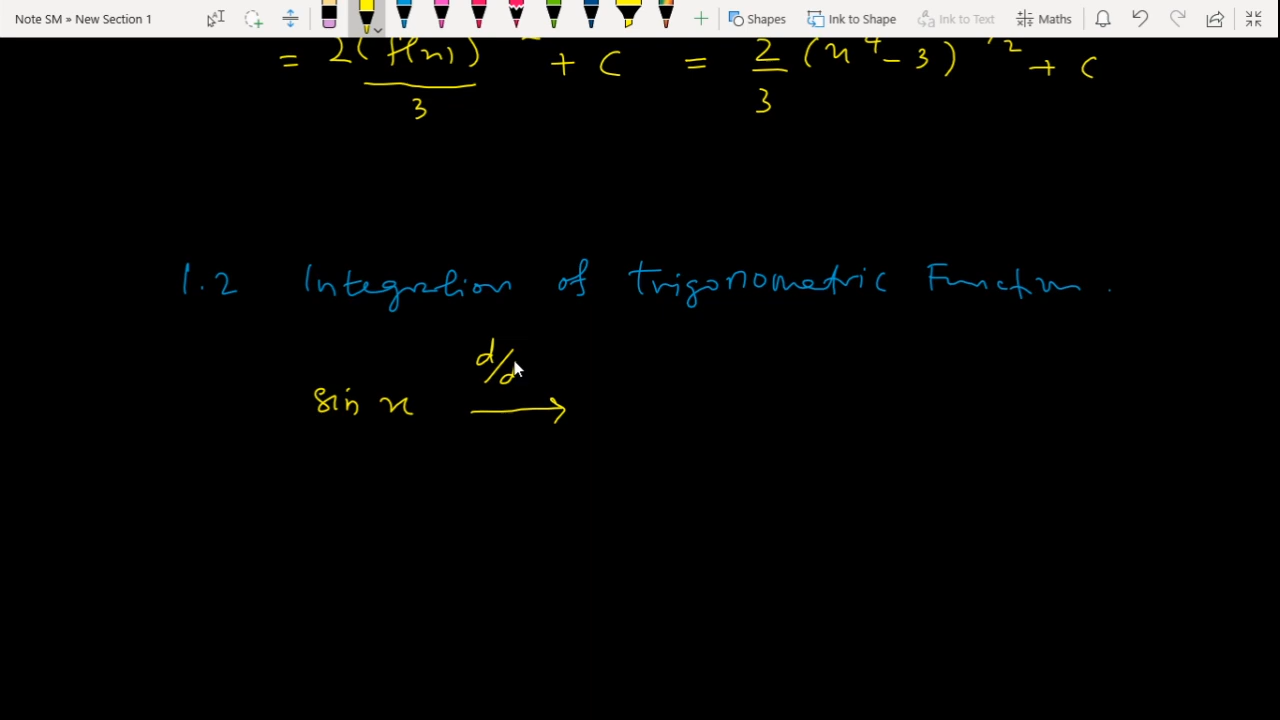 Note SM » New Section 1
Shapes
Ink to Shape
Ink to Text
Maths
= 2(f(x)) / 3 + C = 2/3 (x⁴ - 3) + C
1.2 Integration of trigonometric Function.
sin x d/d →